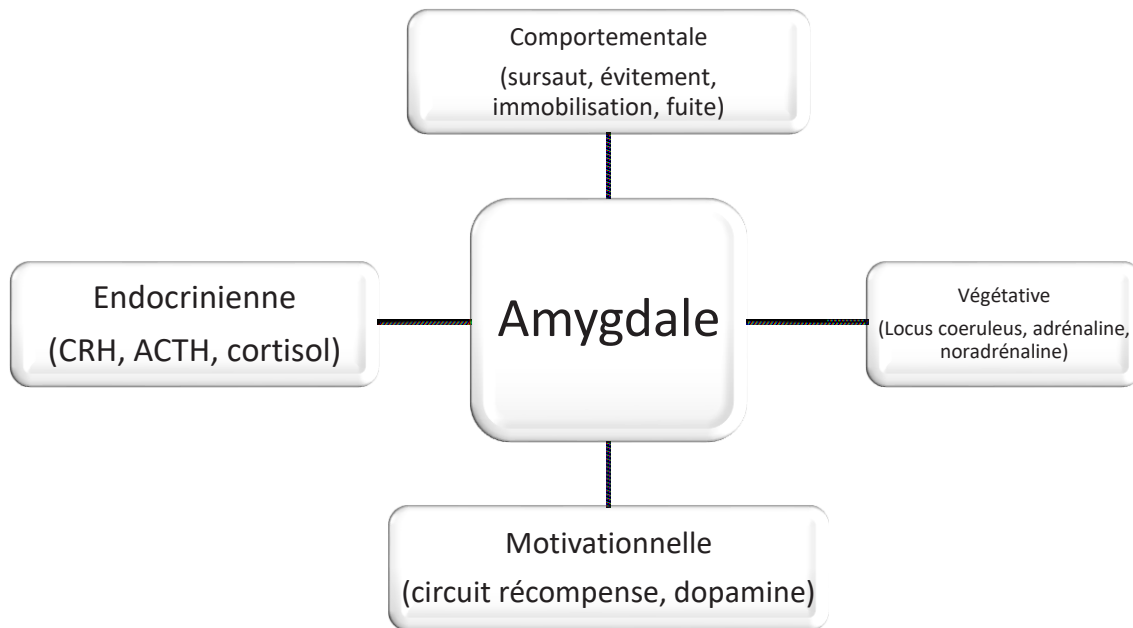 Comportementale
(sursaut, évitement,
immobilisation, fuite)
Endocrinienne
(CRH, ACTH, cortisol)
Amygdale
Végétative
(Locus coeruleus, adrénaline,
noradrénaline)
Motivationnelle
(circuit récompense, dopamine)